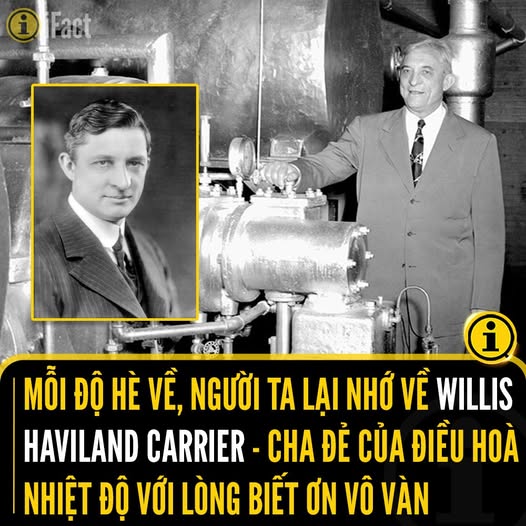 iFact
MỖI ĐỘ HÈ VỀ, NGƯỜI TA LẠI NHỚ VỀ WILLIS
HAVILAND CARRIER - CHA ĐẺ CỦA ĐIỀU HOÀ
NHIỆT ĐỘ VỚI LÒNG BIẾT ƠN VÔ VÀN